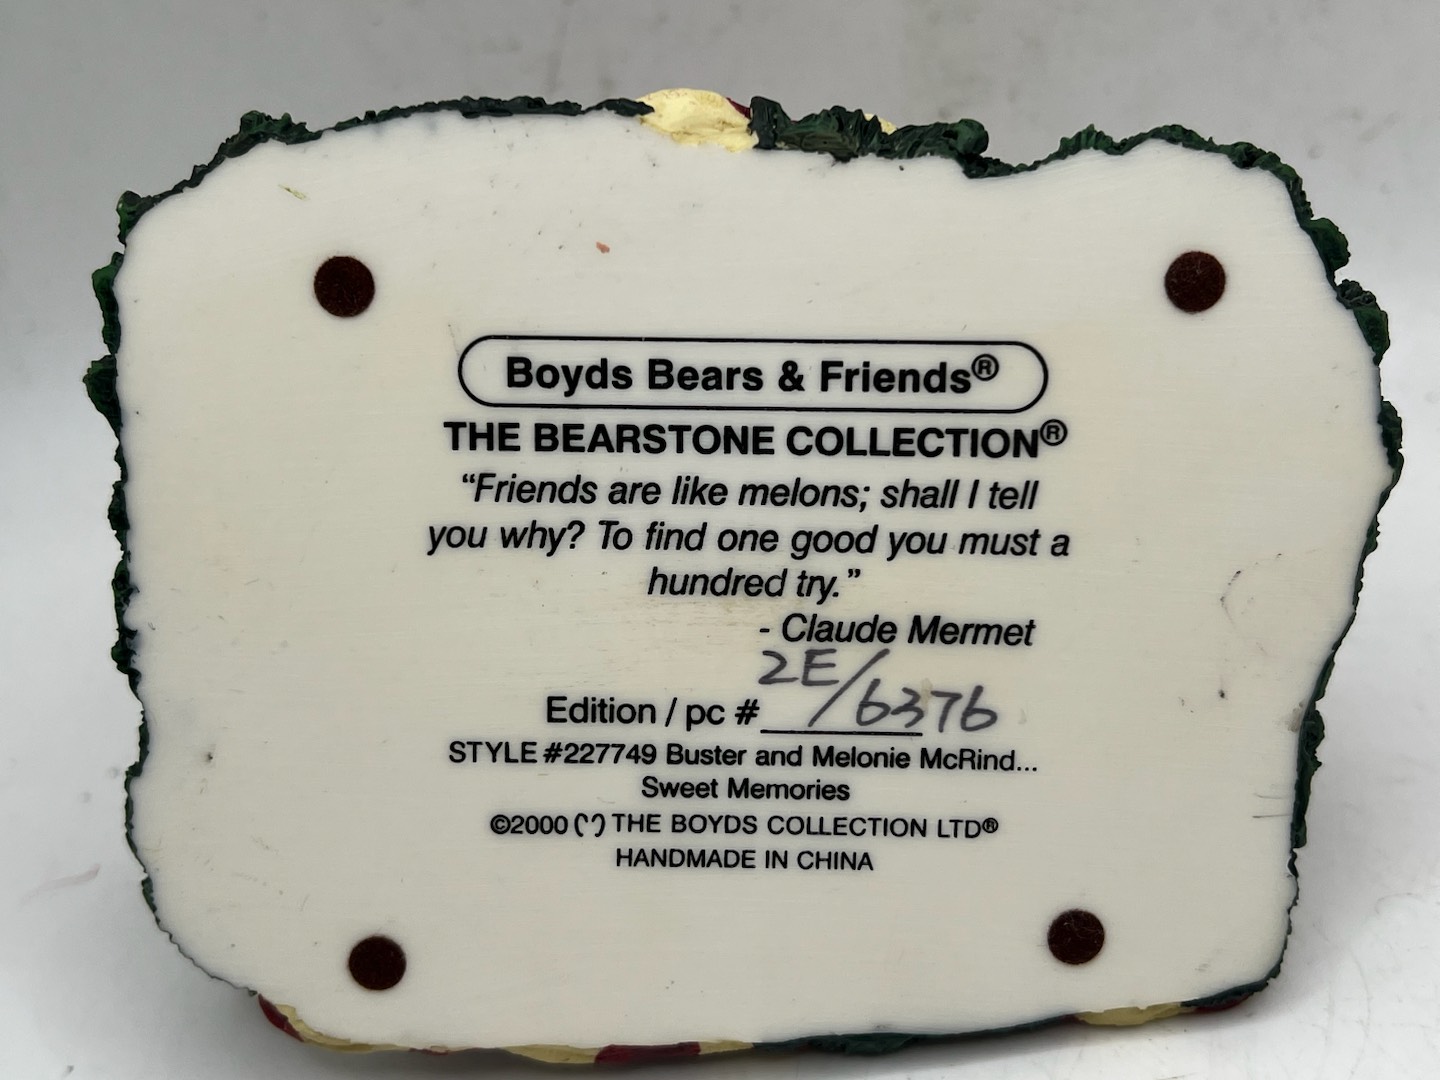 Boyds Bears & Friends®
THE BEARSTONE COLLECTION®
“Friends are like melons; shall I tell
you why? To find one good you must a
hundred try.”
- Claude Mermet
Edition / pc # 2E/6376
STYLE #227749 Buster and Melonie McRind...
Sweet Memories
©2000 THE BOYDS COLLECTION LTD®
HANDMADE IN CHINA